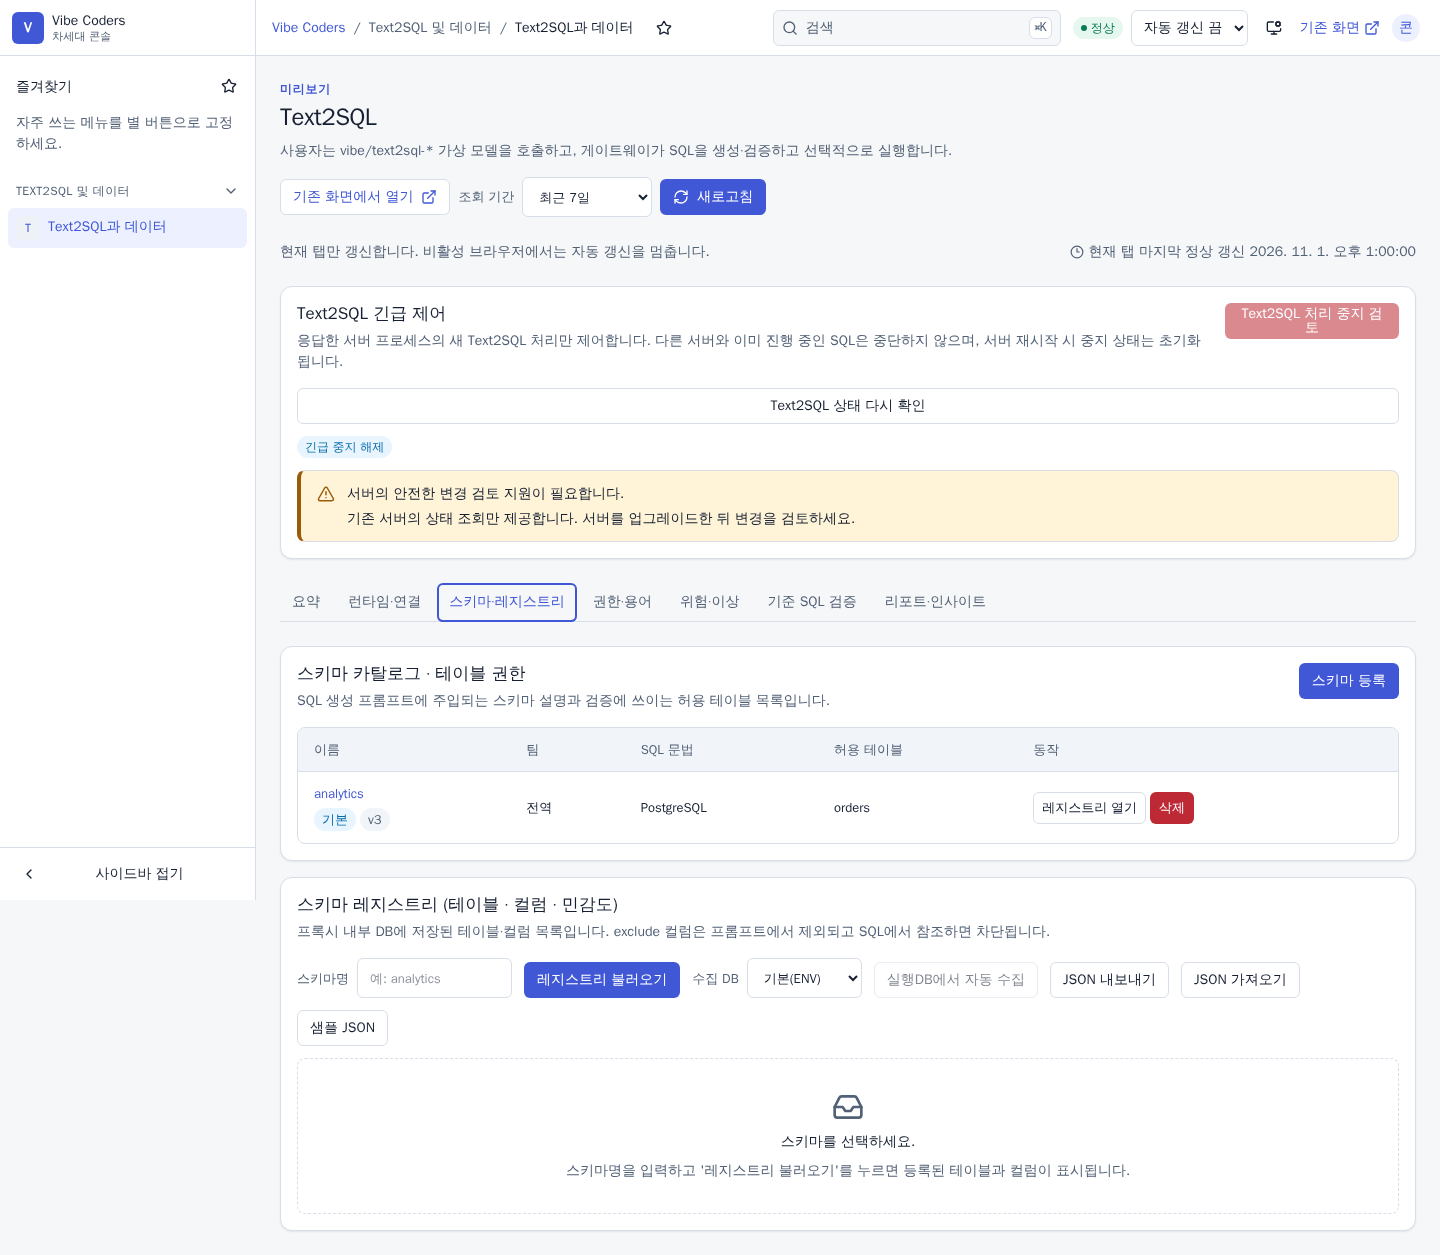 V
Vibe Coders
차세대 콘솔
Vibe Coders / Text2SQL 및 데이터 / Text2SQL과 데이터
검색
⌘K
정상
자동 갱신 끔
기존 화면
콘
즐겨찾기
자주 쓰는 메뉴를 별 버튼으로 고정
하세요.
TEXT2SQL 및 데이터
T Text2SQL과 데이터
사이드바 접기
미리보기
Text2SQL
사용자는 vibe/text2sql-* 가상 모델을 호출하고, 게이트웨이가 SQL을 생성·검증하고 선택적으로 실행합니다.
기존 화면에서 열기
조회 기간
최근 7일
새로고침
현재 탭만 갱신합니다. 비활성 브라우저에서는 자동 갱신을 멈춥니다.
현재 탭 마지막 정상 갱신 2026. 11. 1. 오후 1:00:00
Text2SQL 긴급 제어
응답한 서버 프로세스의 새 Text2SQL 처리만 제어합니다. 다른 서버와 이미 진행 중인 SQL은 중단하지 않으며, 서버 재시작 시 중지 상태는 초기화
됩니다.
Text2SQL 처리 중지 검
토
Text2SQL 상태 다시 확인
긴급 중지 해제
서버의 안전한 변경 검토 지원이 필요합니다.
기존 서버의 상태 조회만 제공합니다. 서버를 업그레이드한 뒤 변경을 검토하세요.
요약
런타임·연결
스키마·레지스트리
권한·용어
위험·이상
기준 SQL 검증
리포트·인사이트
스키마 카탈로그 · 테이블 권한
SQL 생성 프롬프트에 주입되는 스키마 설명과 검증에 쓰이는 허용 테이블 목록입니다.
스키마 등록
이름 팀 SQL 문법 허용 테이블 동작
analytics
기본 v3
전역
PostgreSQL
orders
레지스트리 열기
삭제
스키마 레지스트리 (테이블 · 컬럼 · 민감도)
프록시 내부 DB에 저장된 테이블·컬럼 목록입니다. exclude 컬럼은 프롬프트에서 제외되고 SQL에서 참조하면 차단됩니다.
스키마명
예: analytics
레지스트리 불러오기
수집 DB
기본(ENV)
실행DB에서 자동 수집
JSON 내보내기
JSON 가져오기
샘플 JSON
스키마를 선택하세요.
스키마명을 입력하고 '레지스트리 불러오기'를 누르면 등록된 테이블과 컬럼이 표시됩니다.